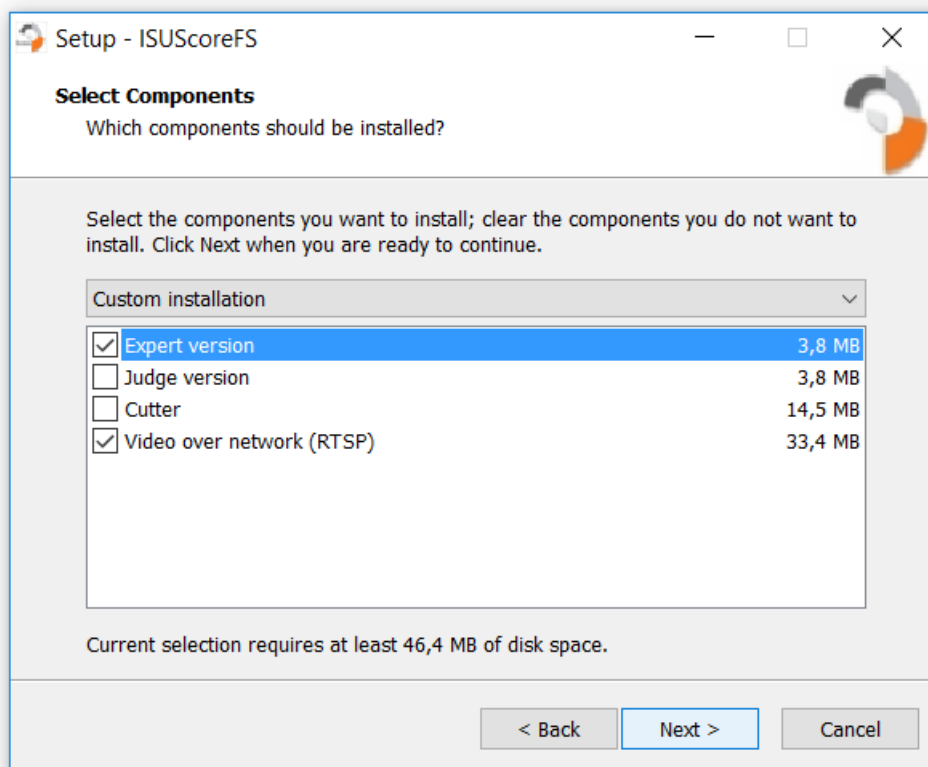 Setup - ISUScoreFS
Select Components
Which components should be installed?
Select the components you want to install; clear the components you do not want to
install. Click Next when you are ready to continue.
Custom installation
Expert version 3,8 MB
Judge version 3,8 MB
Cutter 14,5 MB
Video over network (RTSP) 33,4 MB
Current selection requires at least 46,4 MB of disk space.
< Back Next > Cancel